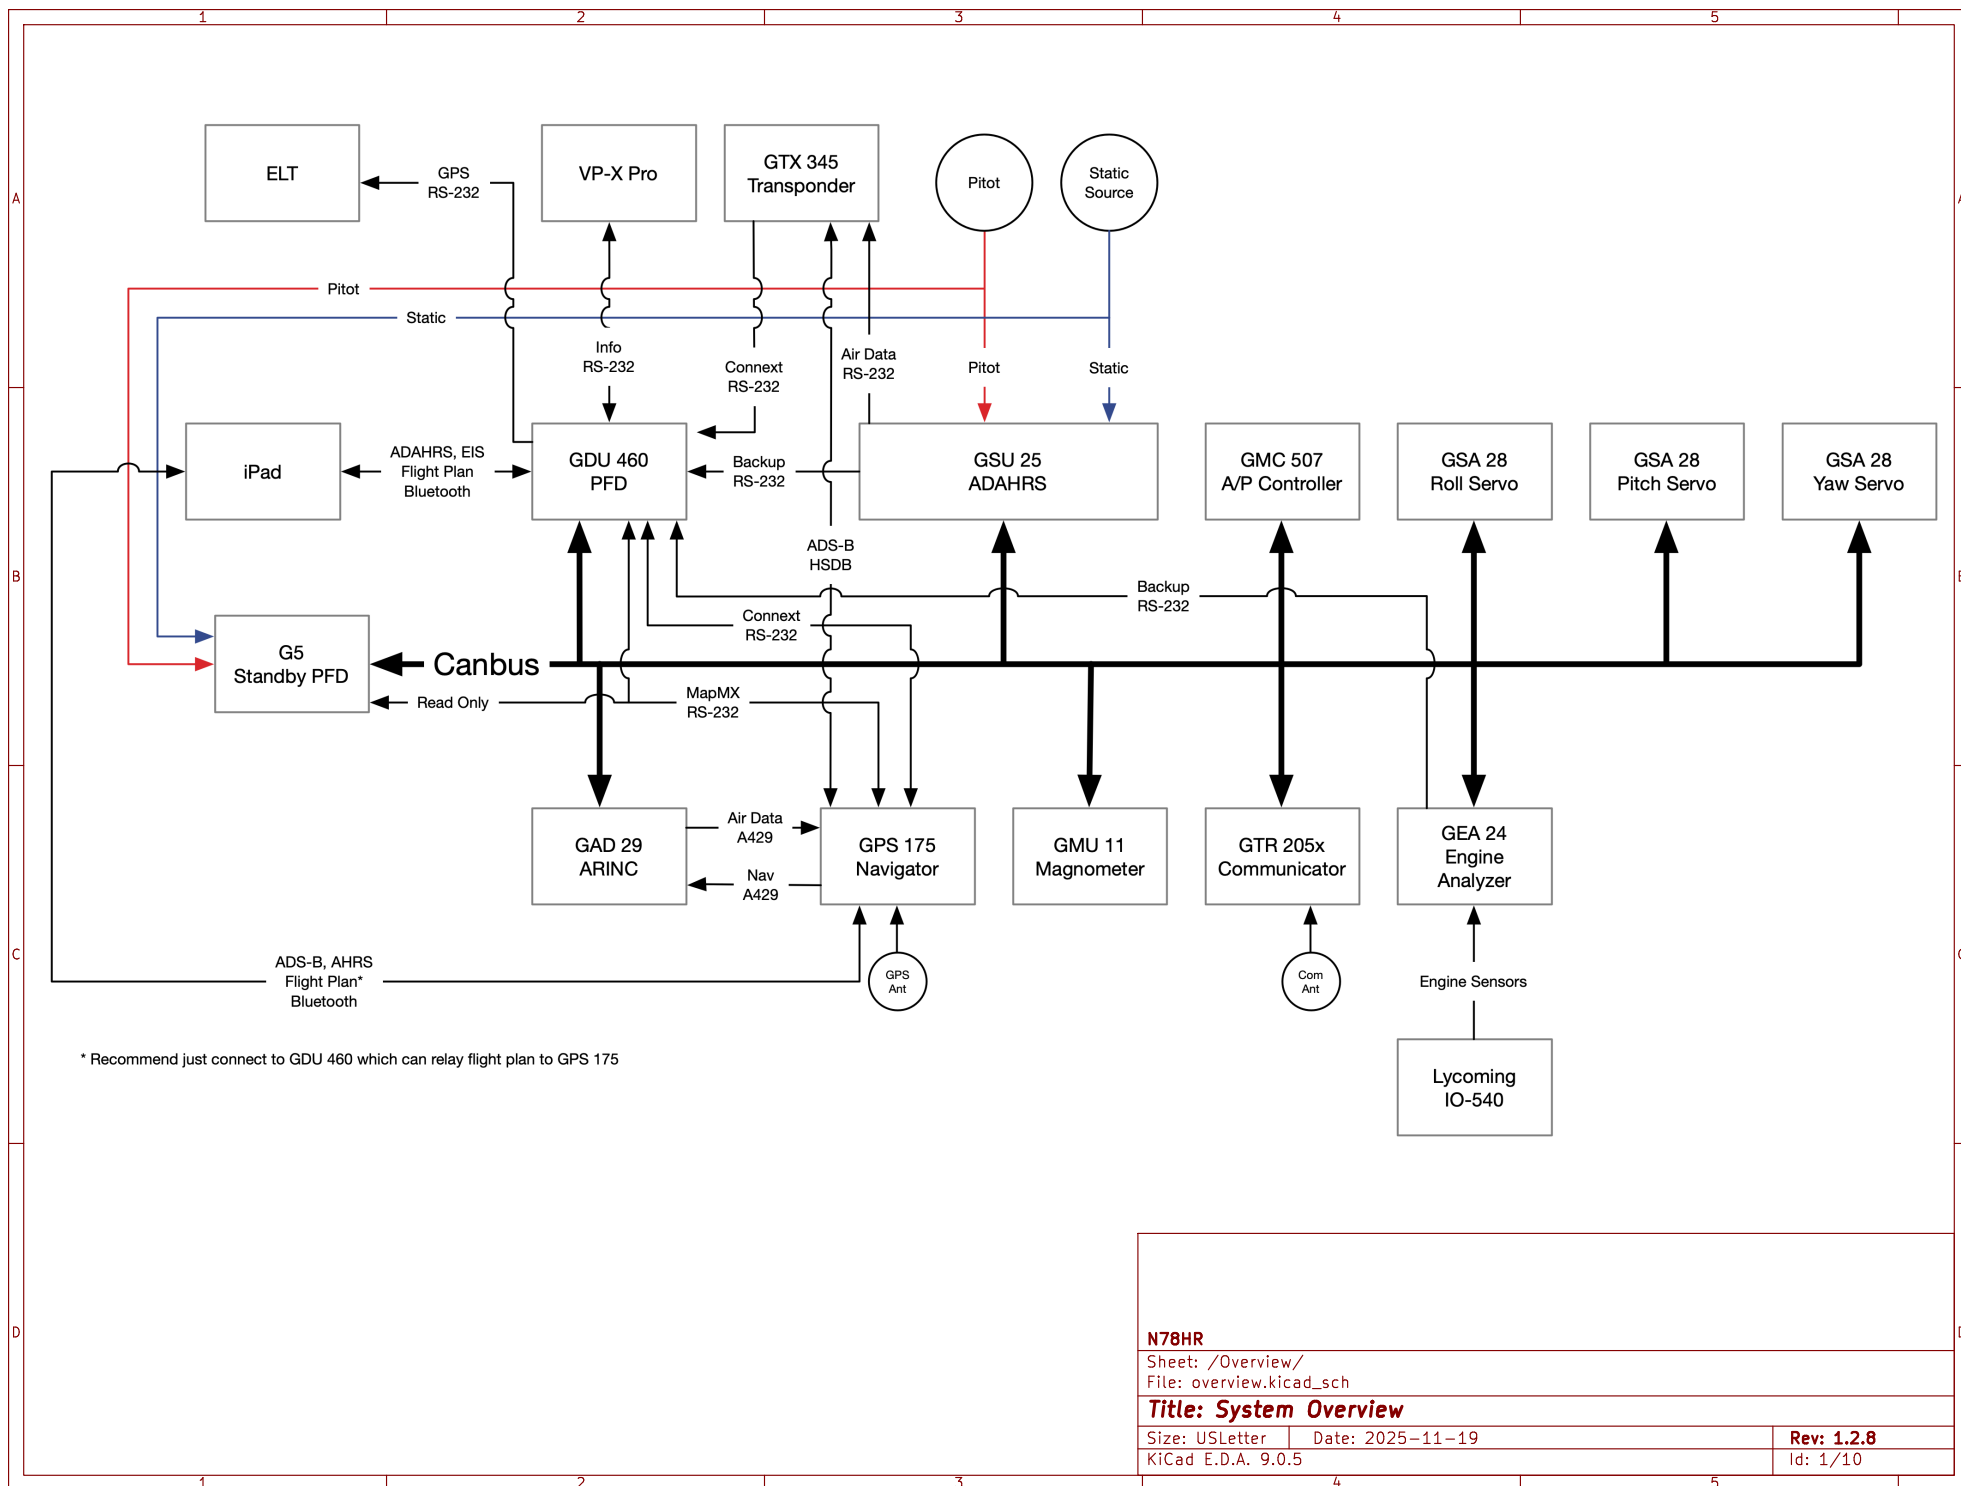 1 2 3 4 5
A
ELT
GPS
RS-232
VP-X Pro
GTX 345
Transponder
Pitot
Static
Source
Pitot
Static
Info
RS-232
Connext
RS-232
Air Data
RS-232
Pitot
Static
iPad
ADAHRS, EIS
Flight Plan
Bluetooth
GDU 460
PFD
Backup
RS-232
GSU 25
ADAHRS
GMC 507
A/P Controller
GSA 28
Roll Servo
GSA 28
Pitch Servo
GSA 28
Yaw Servo
B
ADS-B
HSDB
Backup
RS-232
Connext
RS-232
G5
Standby PFD
Canbus
Read Only
MapMX
RS-232
GAD 29
ARINC
Air Data
A429
Nav
A429
GPS 175
Navigator
GMU 11
Magnometer
GTR 205x
Communicator
GEA 24
Engine
Analyzer
C
ADS-B, AHRS
Flight Plan*
Bluetooth
GPS
Ant
Com
Ant
Engine Sensors
* Recommend just connect to GDU 460 which can relay flight plan to GPS 175
Lycoming
IO-540
D
N78HR
Sheet: /Overview/
File: overview.kicad_sch
Title: System Overview
Size: USLetter Date: 2025-11-19 Rev: 1.2.8
KiCad E.D.A. 9.0.5 Id: 1/10
1 2 3 4 5